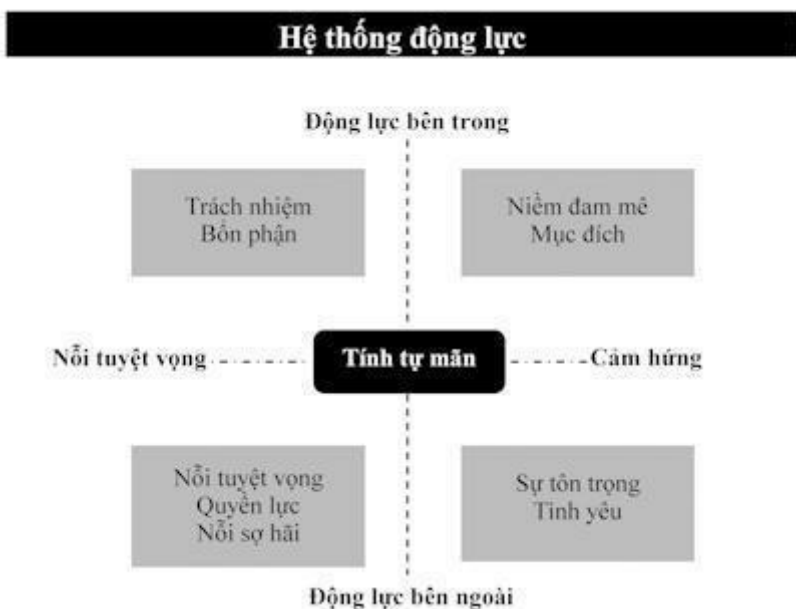 Hệ thống động lực
Động lực bên trong
Trách nhiệm
Bổn phận
Niềm đam mê
Mục đích
Nỗi tuyệt vọng
Tính tự mãn
Cảm hứng
Nỗi tuyệt vọng
Quyền lực
Nỗi sợ hãi
Sự tôn trọng
Tình yêu
Động lực bên ngoài